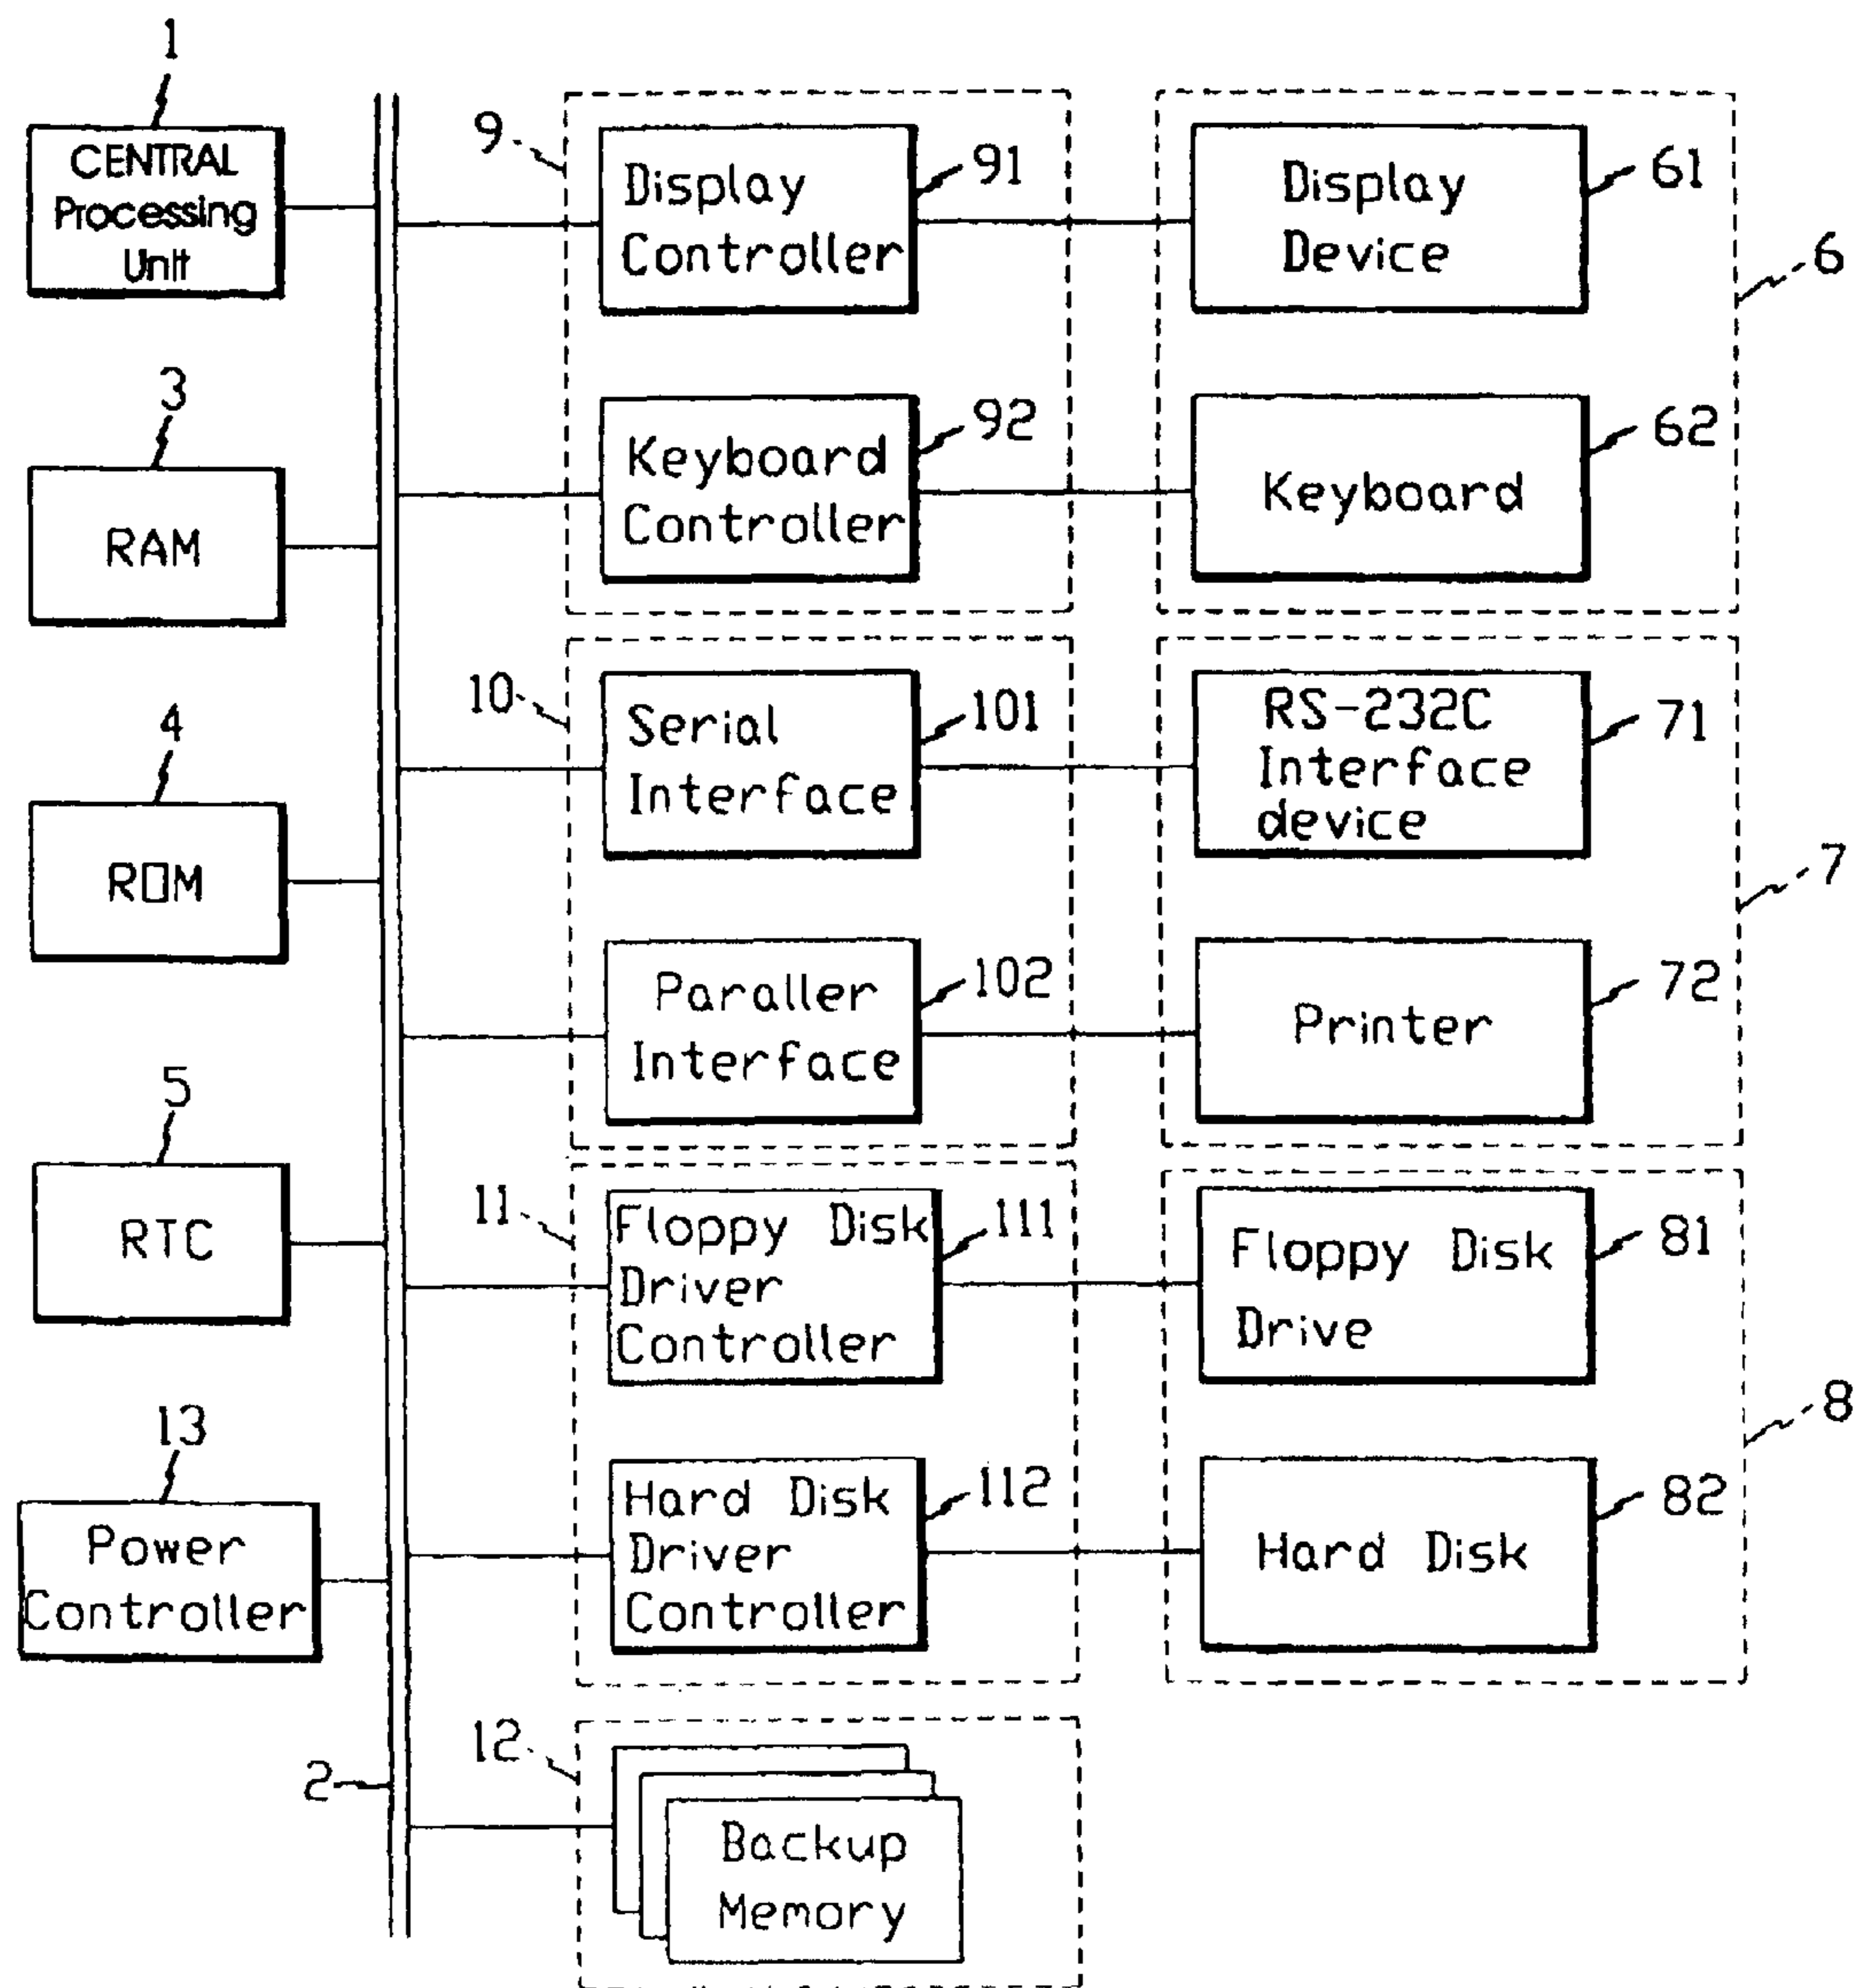 1
CENTRAL
Processing
Unit
3
RAM
4
ROM
5
RTC
13
Power
Controller
2
9
Display
Controller
91
Keyboard
Controller
92
Display
Device
61
Keyboard
62
6
10
Serial
Interface
101
Paraller
Interface
102
RS-232C
Interface
device
71
Printer
72
7
11
Floppy Disk
Driver
Controller
111
Hard Disk
Driver
Controller
112
Floppy Disk
Drive
81
Hard Disk
82
8
12
Backup
Memory